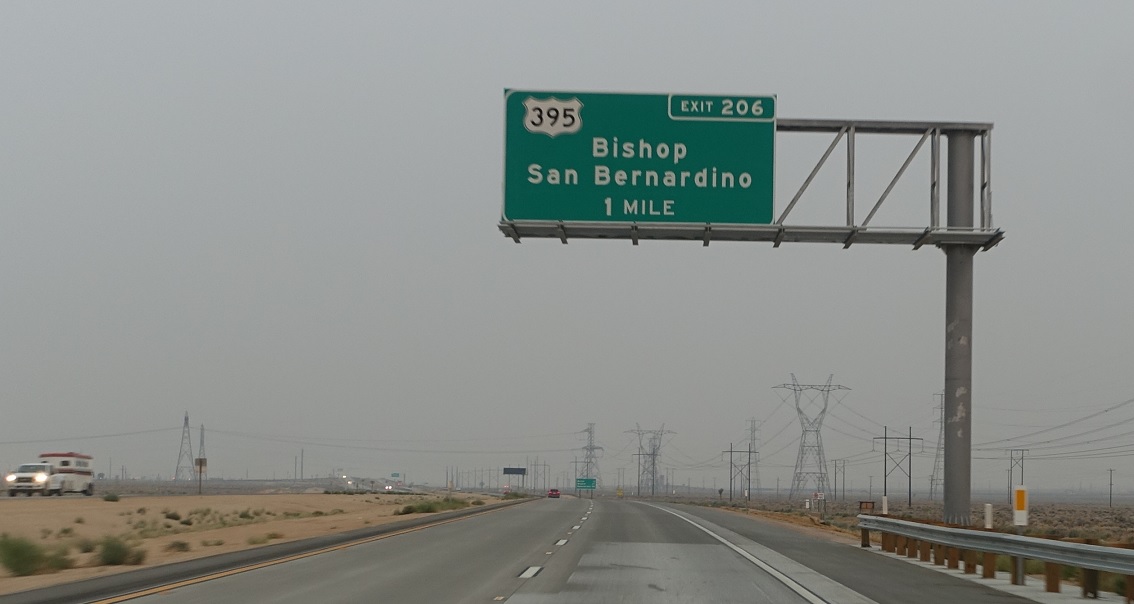 395
EXIT 206
Bishop
San Bernardino
1 MILE